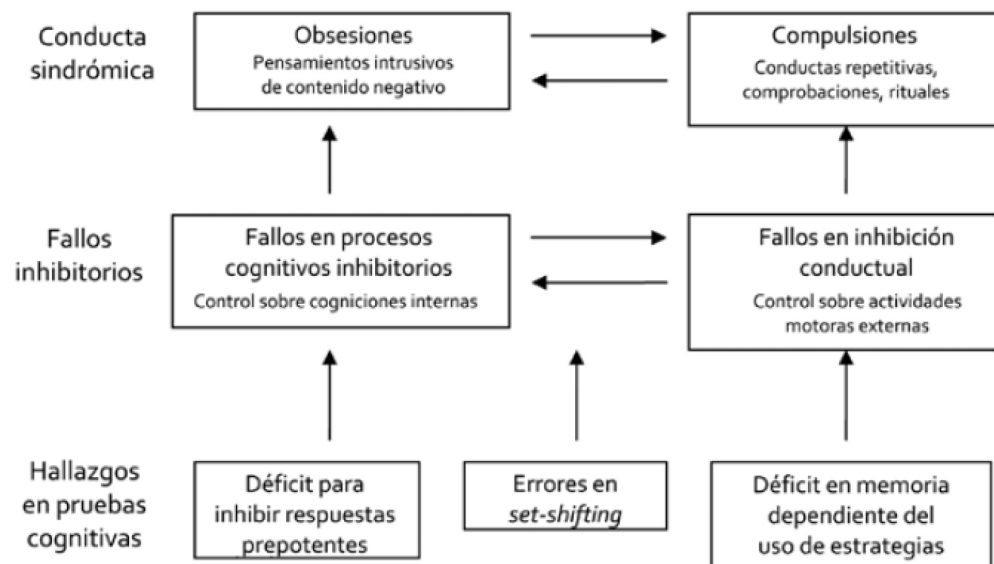 Conducta
sindrómica
Obsesiones
Pensamientos intrusivos
de contenido negativo
Compulsiones
Conductas repetitivas,
comprobaciones, rituales
Fallos
inhibitorios
Fallos en procesos
cognitivos inhibitorios
Control sobre cogniciones internas
Fallos en inhibición
conductual
Control sobre actividades
motoras externas
Hallazgos
en pruebas
cognitivas
Déficit para
inhibir respuestas
prepotentes
Errores en
set-shifting
Déficit en memoria
dependiente del
uso de estrategias